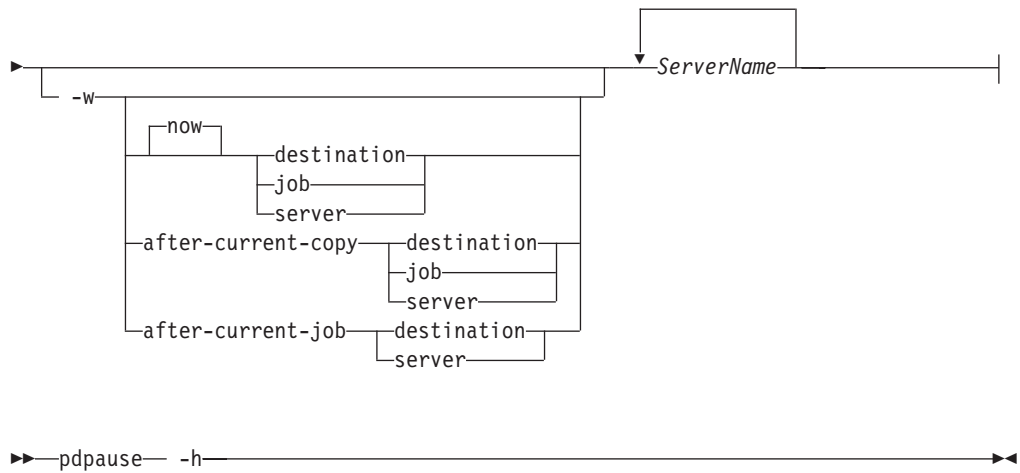 ServerName
-w
now
destination
job
server
after-current-copy destination
job
server
after-current-job destination
server
pdpause -h